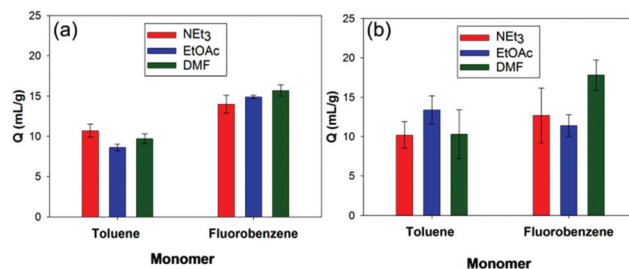 (a)
NEt3
EtOAc
DMF
Q (mL/g)
25
20
15
10
5
0
Toluene Fluorobenzene
Monomer
(b)
NEt3
EtOAc
DMF
Q (mL/g)
25
20
15
10
5
0
Toluene Fluorobenzene
Monomer